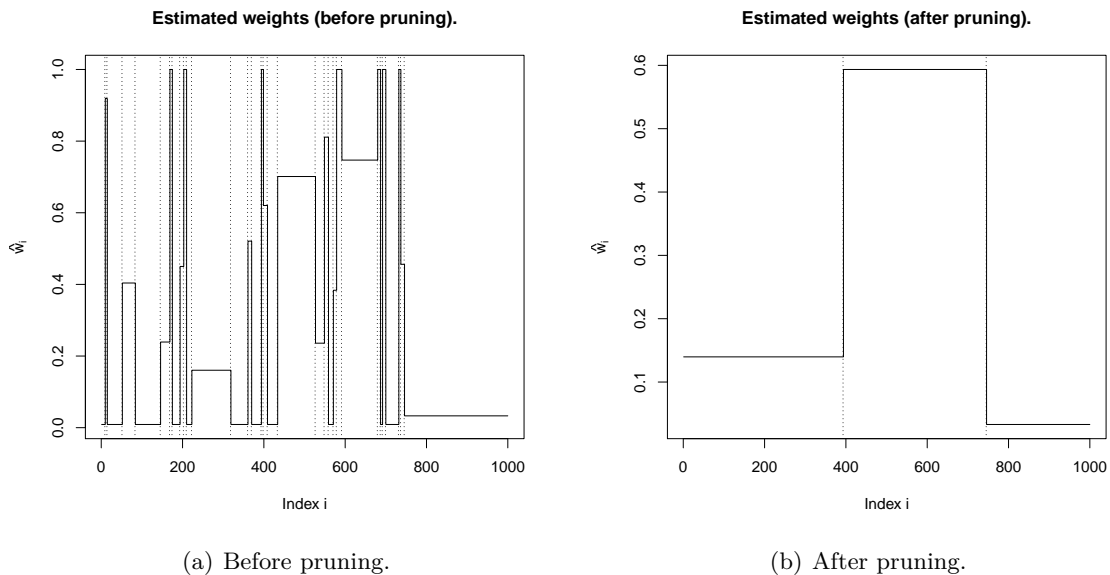 Estimated weights (before pruning).
ŵi
0.0
0.2
0.4
0.6
0.8
1.0
0 200 400 600 800 1000
Index i
(a) Before pruning.
Estimated weights (after pruning).
ŵi
0.1
0.2
0.3
0.4
0.5
0.6
0 200 400 600 800 1000
Index i
(b) After pruning.